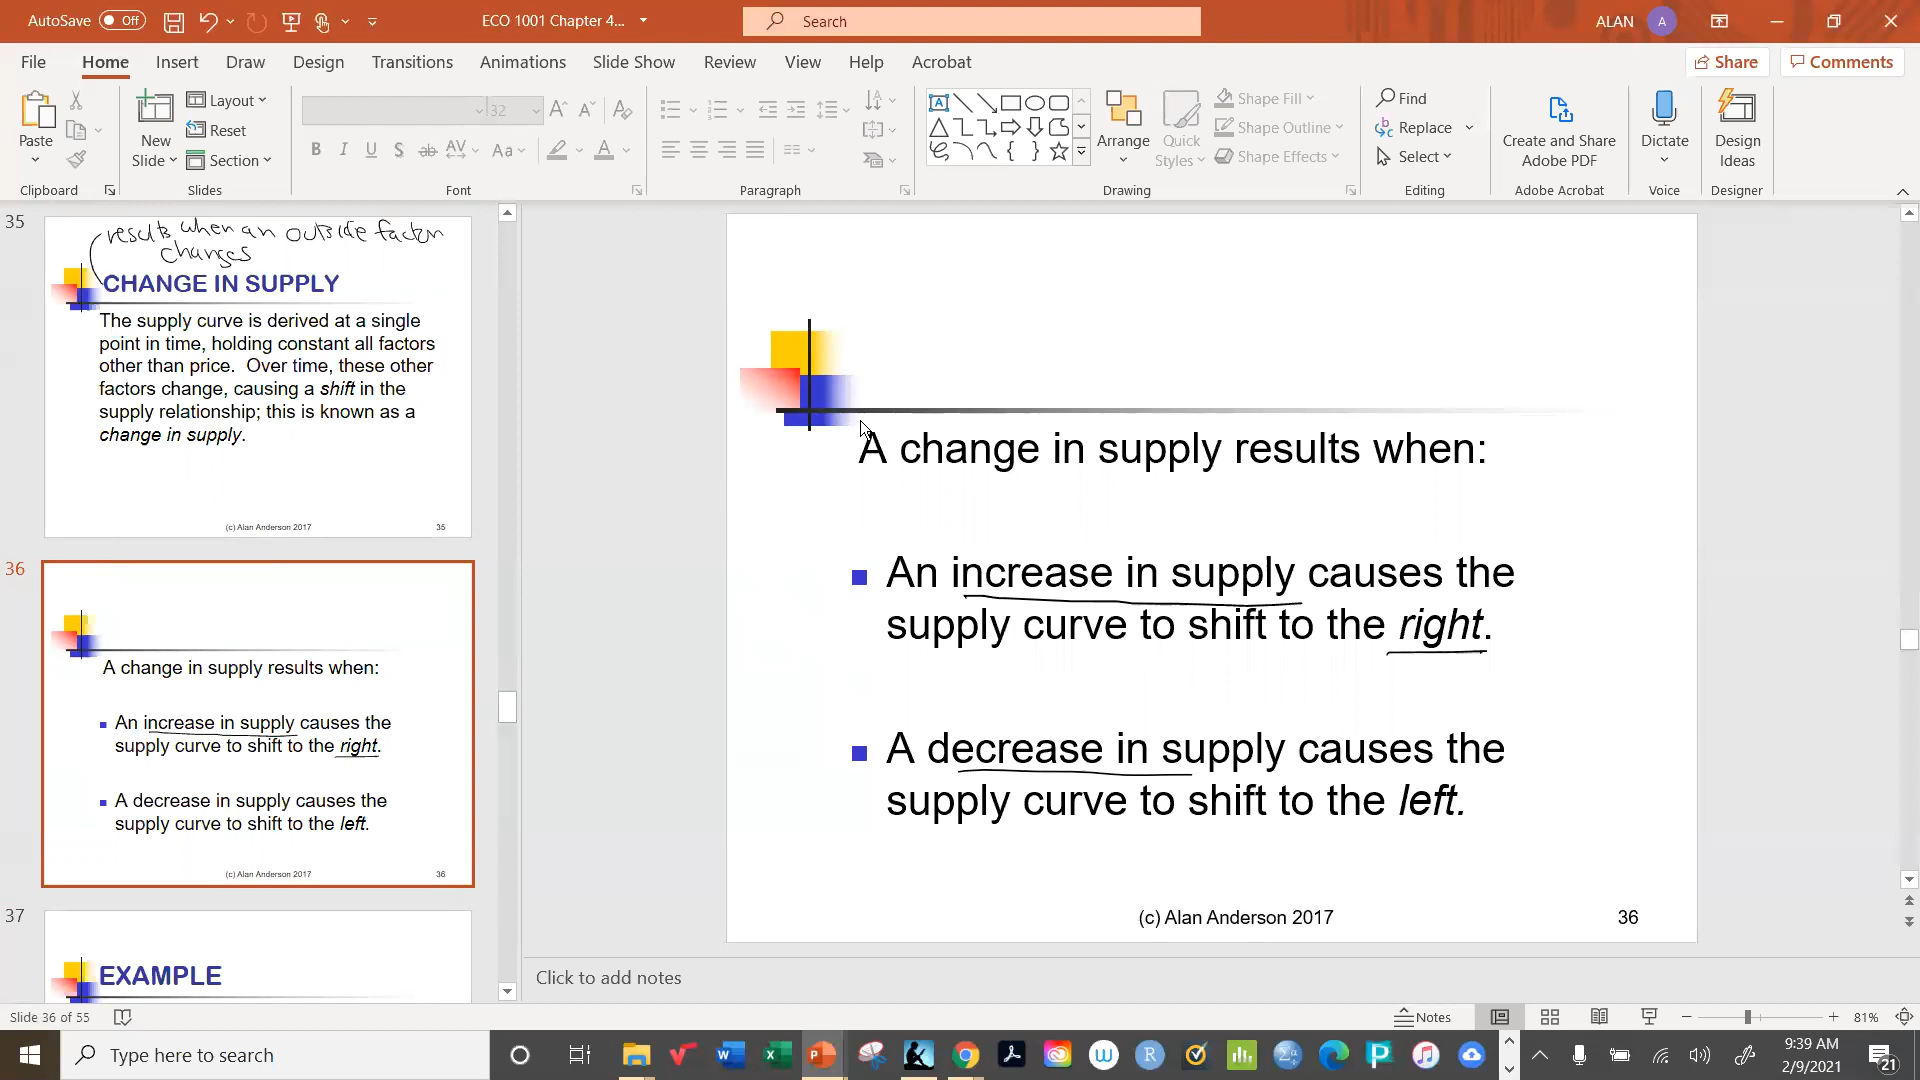 AutoSave Off ECO 1001 Chapter 4... Search ALAN A
File Home Insert Draw Design Transitions Animations Slide Show Review View Help Acrobat Share Comments
Paste New Slide Layout Reset Section 32 Arrange Quick Styles Shape Fill Shape Outline Shape Effects Find Replace Select Create and Share Adobe PDF Dictate Design Ideas
Clipboard Slides Font Paragraph Drawing Editing Adobe Acrobat Voice Designer
35
results when an outside factor
changes
CHANGE IN SUPPLY
The supply curve is derived at a single
point in time, holding constant all factors
other than price. Over time, these other
factors change, causing a shift in the
supply relationship; this is known as a
change in supply.
(c) Alan Anderson 2017 35
36
A change in supply results when:
An increase in supply causes the
supply curve to shift to the right.
A decrease in supply causes the
supply curve to shift to the left.
(c) Alan Anderson 2017 36
37
EXAMPLE
A change in supply results when:
An increase in supply causes the
supply curve to shift to the right.
A decrease in supply causes the
supply curve to shift to the left.
(c) Alan Anderson 2017 36
Click to add notes
Slide 36 of 55 Notes 81%
Type here to search 9:39 AM
2/9/2021 21